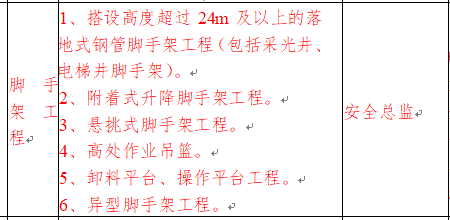 脚手
架工
程
1、搭设高度超过 24m 及以上的落
地式钢管脚手架工程（包括采光井、
电梯井脚手架）。
2、附着式升降脚手架工程。
3、悬挑式脚手架工程。
4、高处作业吊篮。
5、卸料平台、操作平台工程。
6、异型脚手架工程。
安全总监